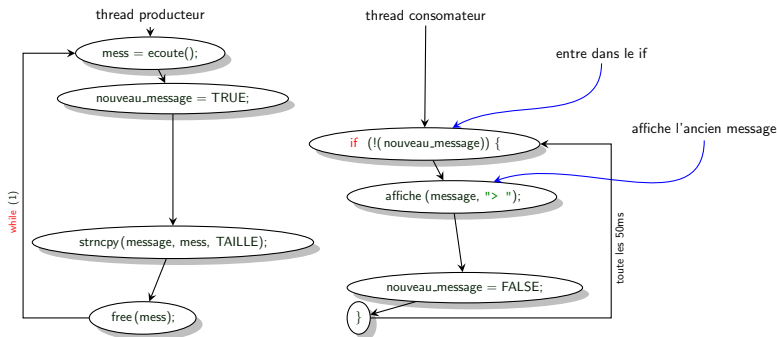 thread producteur
mess = ecoute();
nouveau_message = TRUE;
strncpy(message, mess, TAILLE);
free(mess);
while (1)
thread consomateur
entre dans le if
if (!(nouveau_message)) {
affiche l'ancien message
affiche(message, "> ");
nouveau_message = FALSE;
}
toute les 50ms